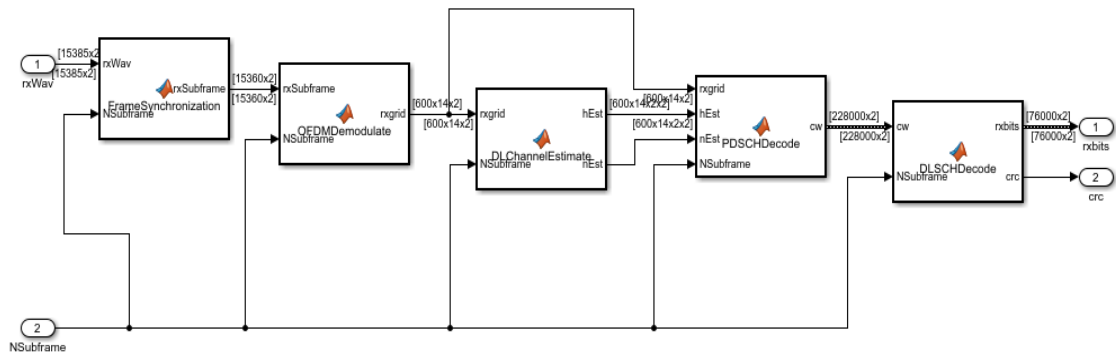 1
rxWav
[15385x2
[15385x2]
rxWav
rxSubframe
FrameSynchronization
NSubframe
[15360x2]
[15360x2]
rxSubframe
rxgrid
OFDMDemodulate
NSubframe
[600x14x2]
[600x14x2]
rxgrid
hEst
DLChannelEstimate
NSubframe
nEst
[600x14x2x2]
[600x14x2]
[600x14x2x2]
rxgrid
hEst
cw
PDSCHDecode
nEst
NSubframe
[228000x2]
[228000x2]
cw
rxbits
DLSCHDecode
NSubframe
crc
[76000x2]
[76000x2]
1
rxbits
2
crc
2
NSubframe